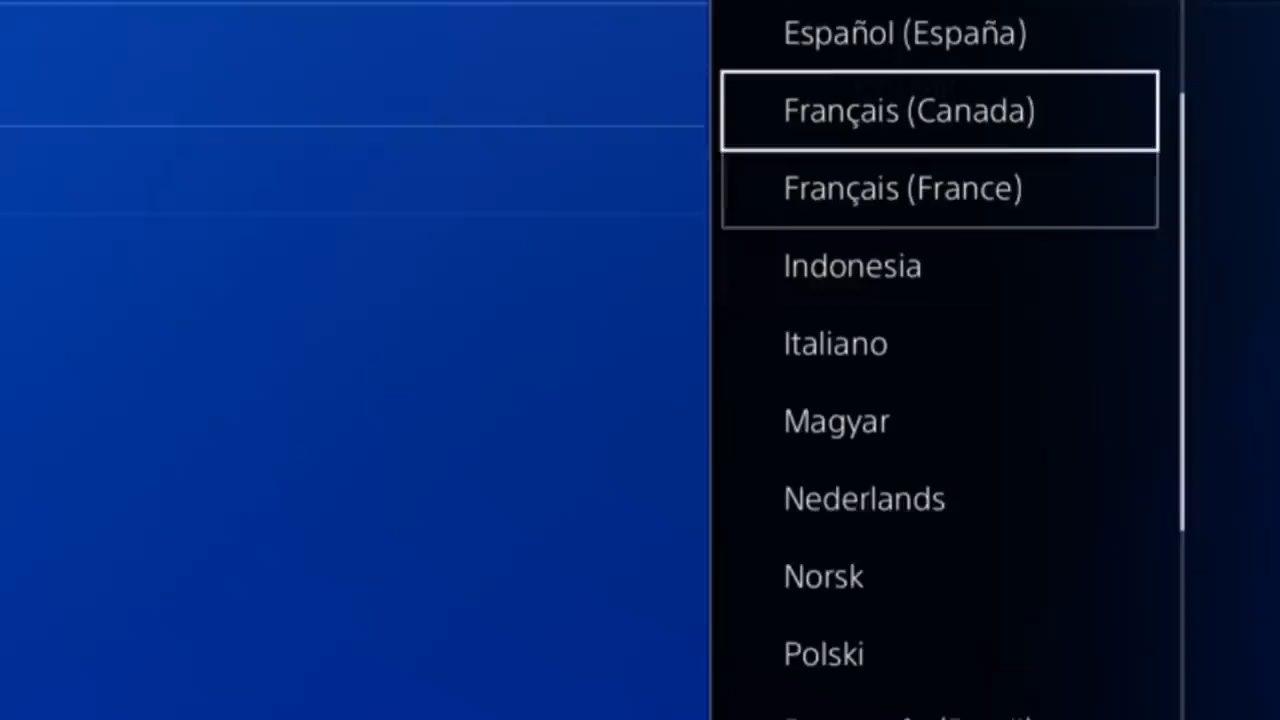 Español (España)
Français (Canada)
Français (France)
Indonesia
Italiano
Magyar
Nederlands
Norsk
Polski